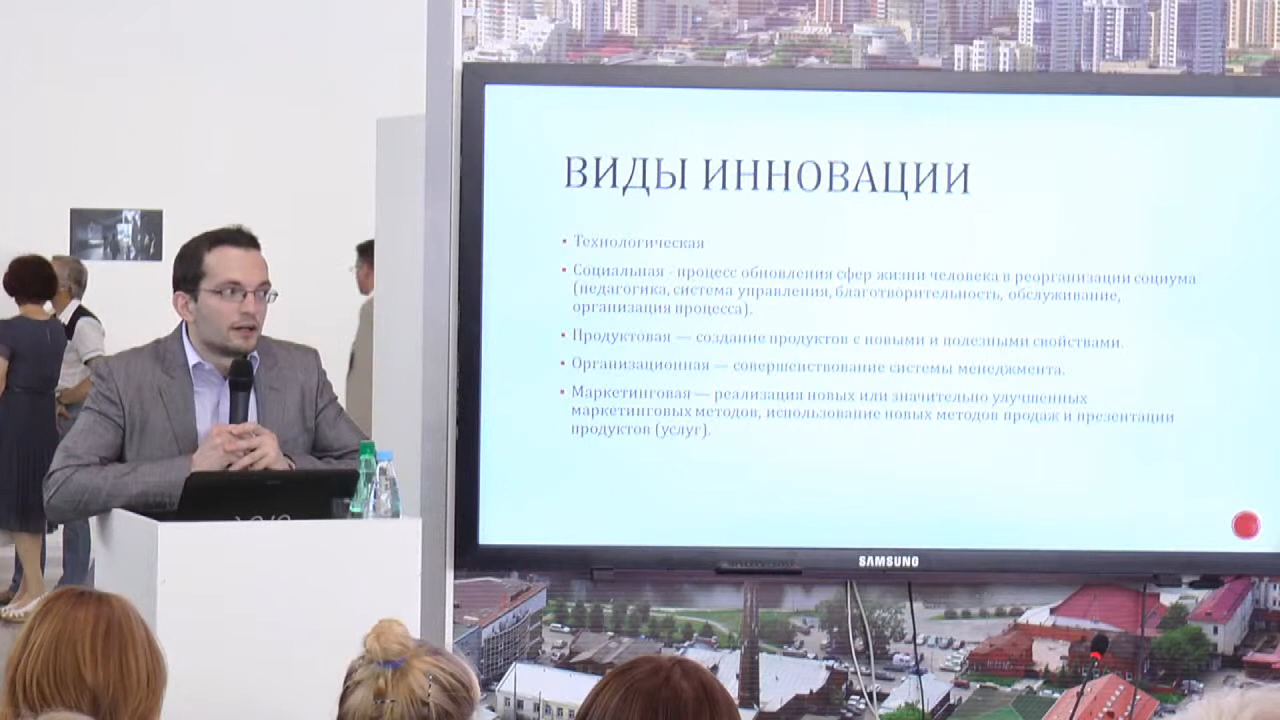 ВИДЫ ИННОВАЦИИ
Технологическая
Социальная - процесс обновления сфер жизни человека в реорганизации социума
(педагогика, система управления, благотворительность, обслуживание,
организация процесса).
Продуктовая — создание продуктов с новыми и полезными свойствами.
Организационная — совершенствование системы менеджмента.
Маркетинговая — реализация новых или значительно улучшенных
маркетинговых методов, использование новых методов продаж и презентации
продуктов (услуг).
SAMSUNG